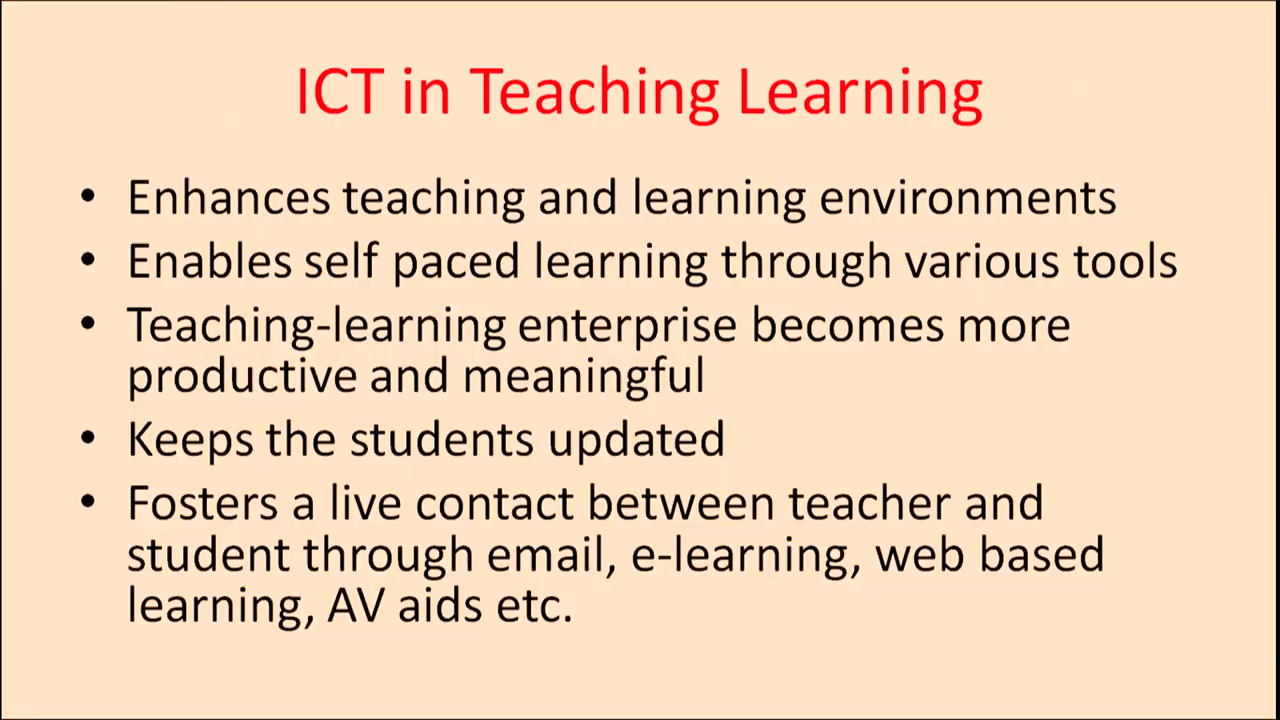 ICT in Teaching Learning
• Enhances teaching and learning environments
• Enables self paced learning through various tools
• Teaching-learning enterprise becomes more
productive and meaningful
• Keeps the students updated
• Fosters a live contact between teacher and
student through email, e-learning, web based
learning, AV aids etc.